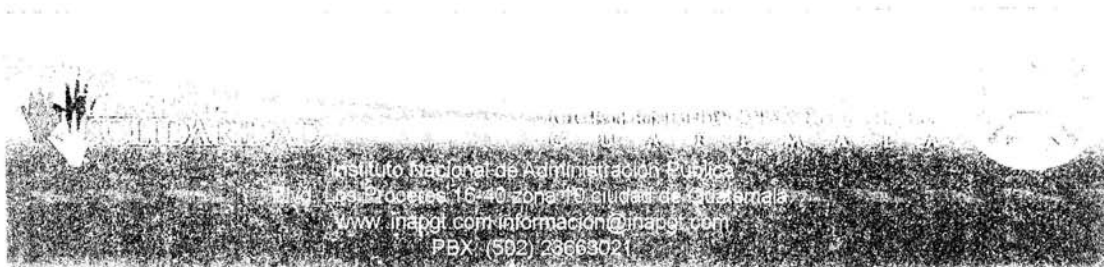 SOLIDARIDAD
Instituto Nacional de Administración Pública
Blvd. Los Próceres 16-40 zona 10 ciudad de Guatemala
www. inapgt com información@inapgt com
PBX: (502) 23663021